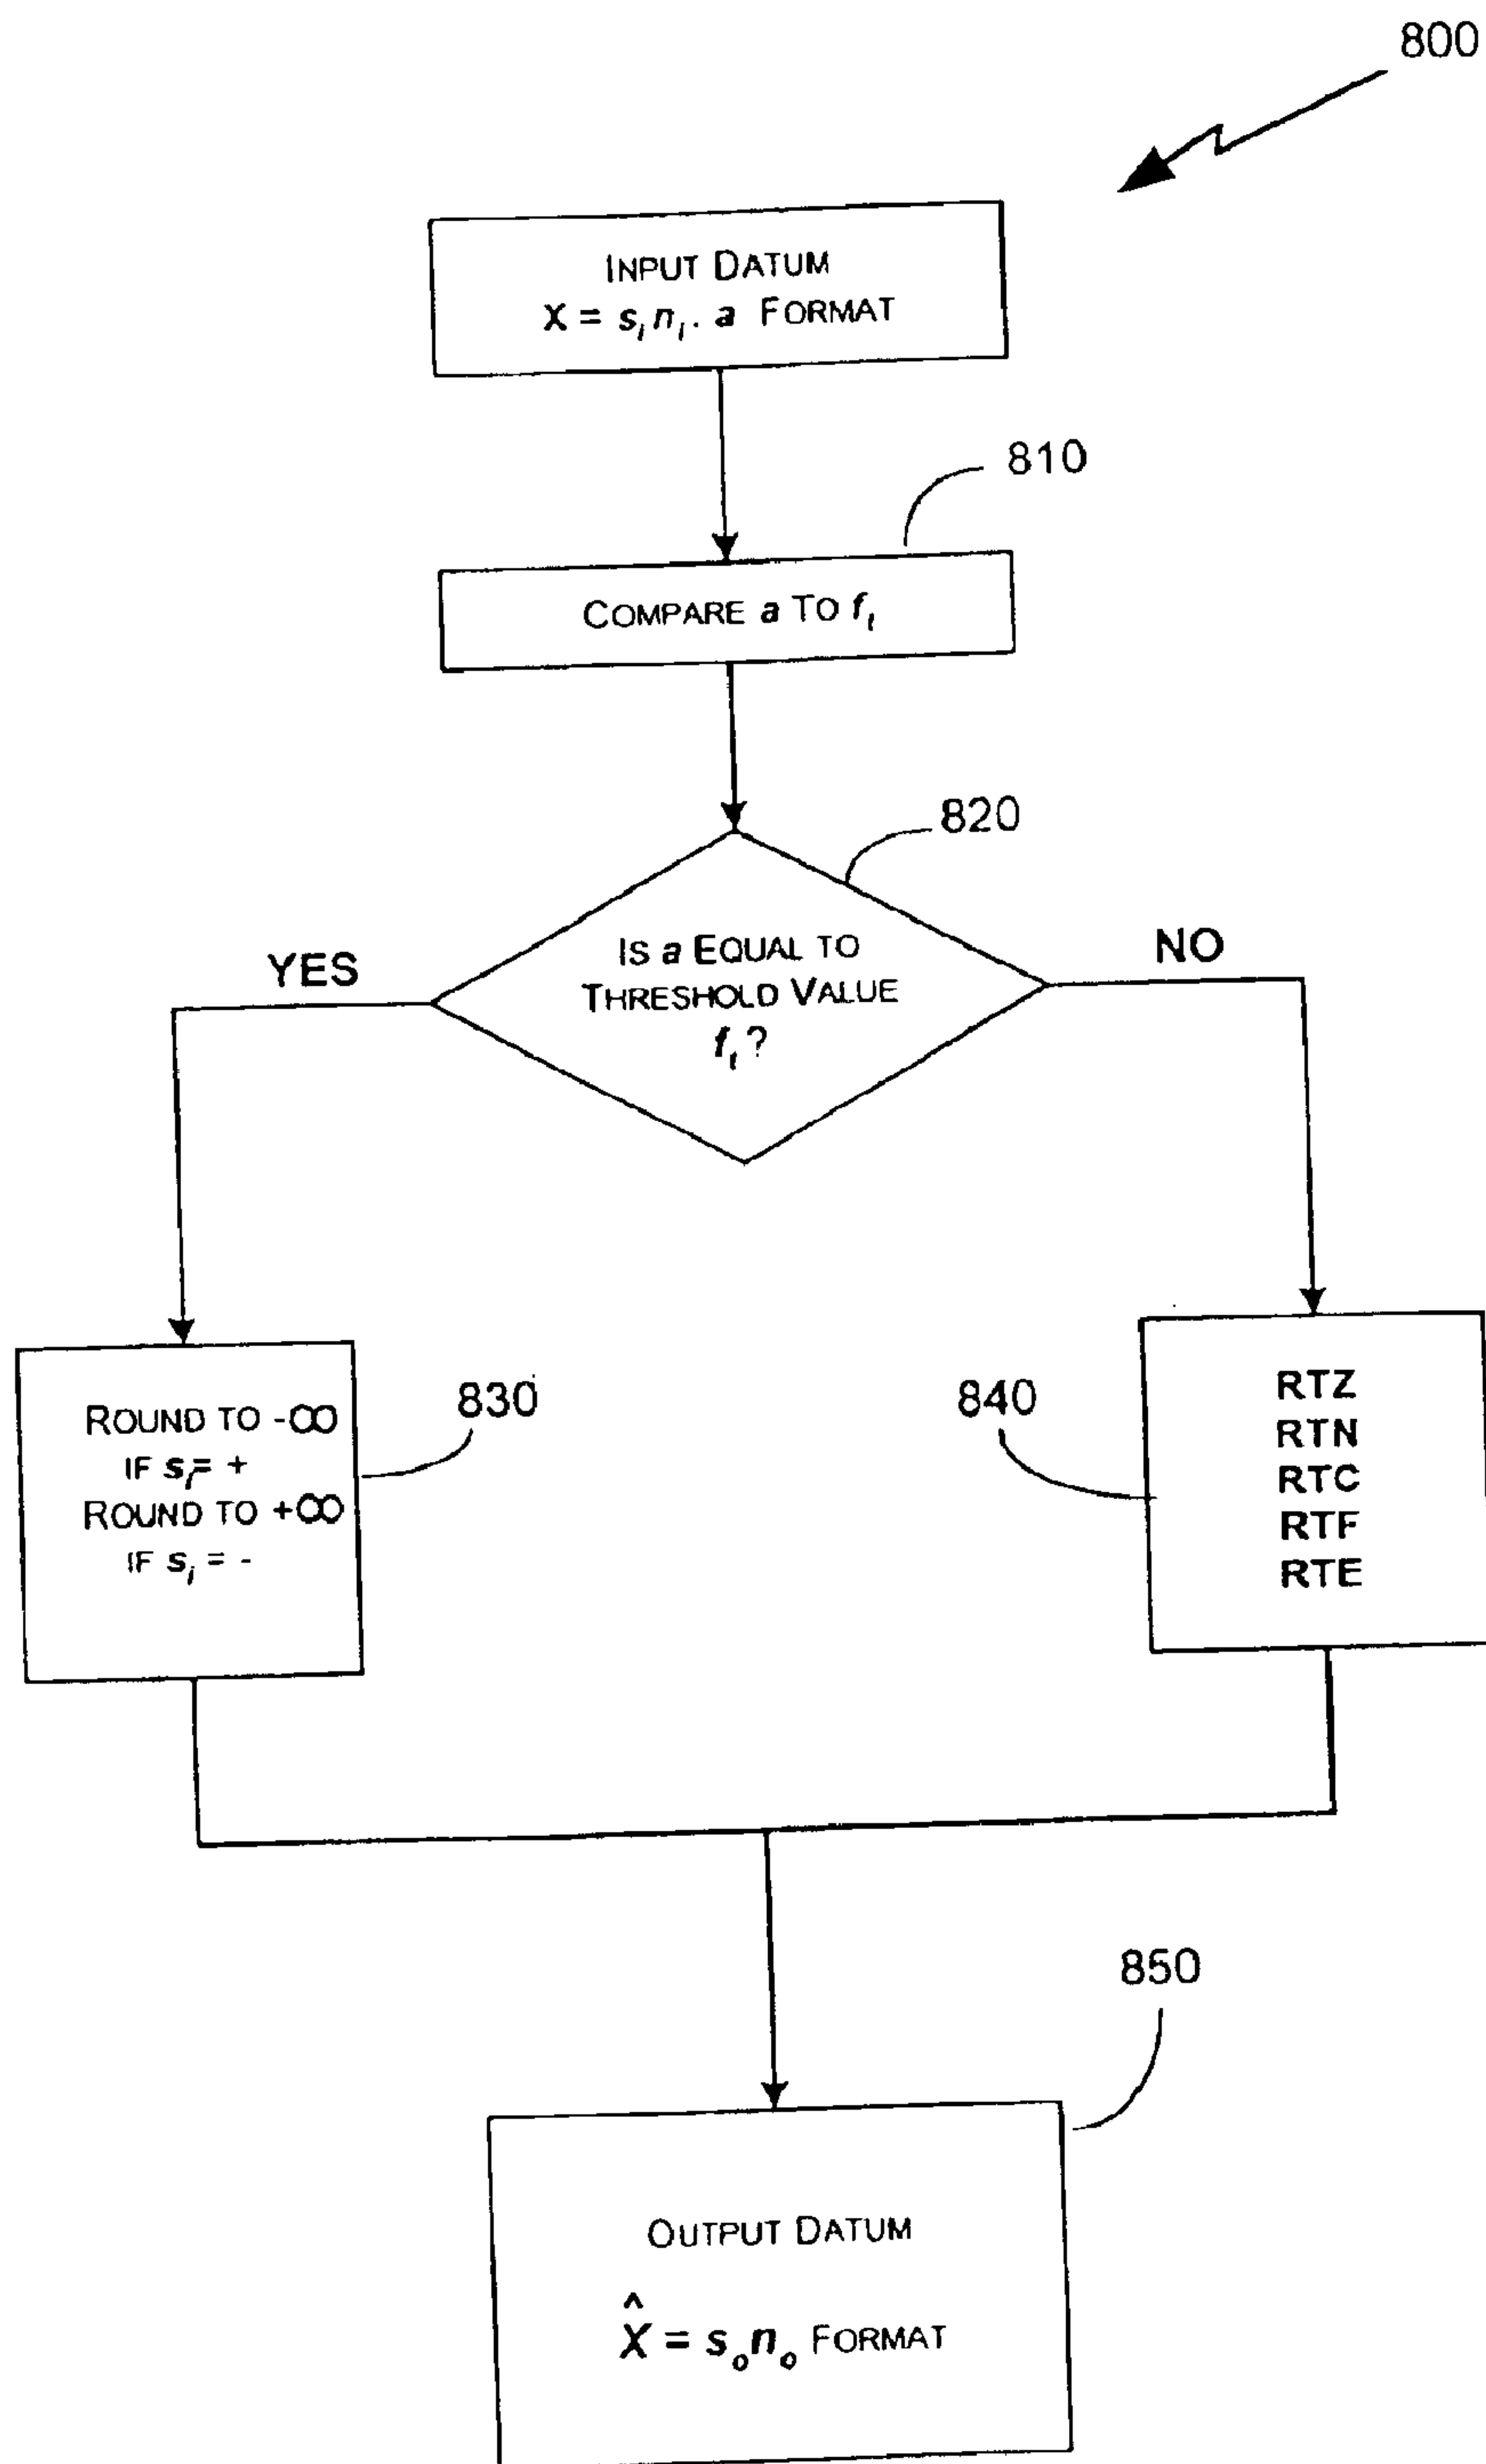 800
INPUT DATUM
X = s_i n_i . a FORMAT
810
COMPARE a TO f_t
820
IS a EQUAL TO
THRESHOLD VALUE
f_t ?
YES
NO
ROUND TO -∞
IF s_i = +
ROUND TO +∞
IF s_i = -
830
840
RTZ
RTN
RTC
RTF
RTE
850
OUTPUT DATUM
X̂ = s_o n_o FORMAT